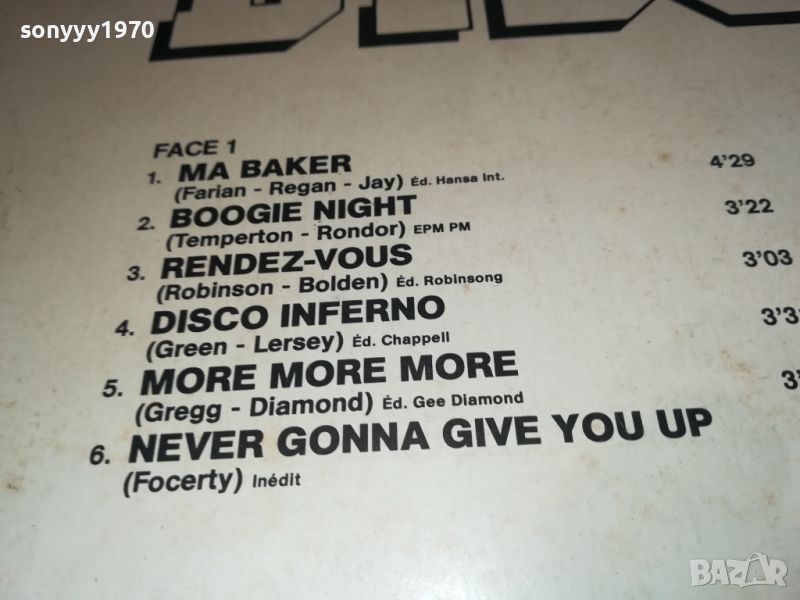 sonyyy1970
FACE 1
1. MA BAKER 4'29
(Farian - Regan - Jay) Éd. Hansa Int.
2. BOOGIE NIGHT 3'22
(Temperton - Rondor) EPM PM
3. RENDEZ-VOUS 3'03
(Robinson - Bolden) Éd. Robinsong
4. DISCO INFERNO
(Green - Lersey) Éd. Chappell
5. MORE MORE MORE
(Gregg - Diamond) Éd. Gee Diamond
6. NEVER GONNA GIVE YOU UP
(Focerty) Inédit
BAZAR